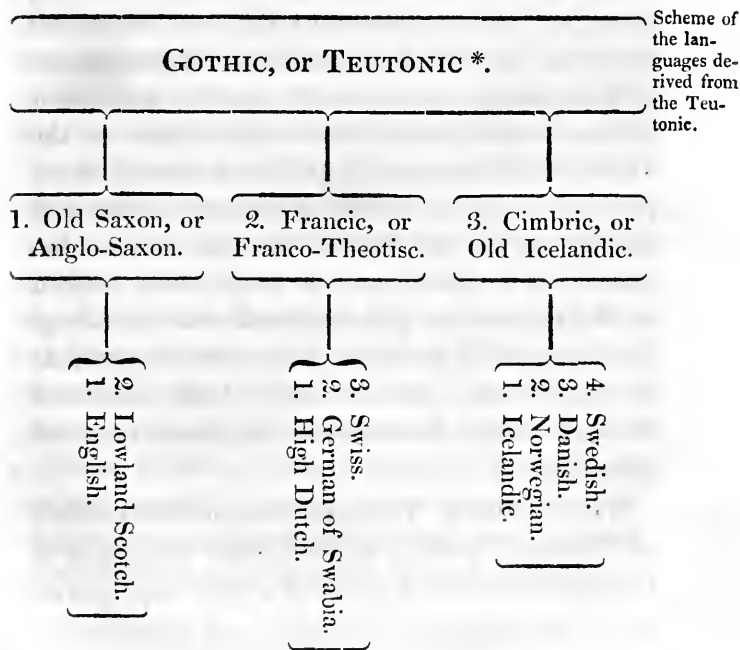 GOTHIC, or TEUTONIC *.
Scheme of
the lan-
guages de-
rived from
the Teu-
tonic.
1. Old Saxon, or
Anglo-Saxon.
2. Francic, or
Franco-Theotisc.
3. Cimbric, or
Old Icelandic.
1. English.
2. Lowland Scotch.
1. High Dutch.
2. German of Swabia.
3. Swiss.
1. Icelandic.
2. Norwegian.
3. Danish.
4. Swedish.